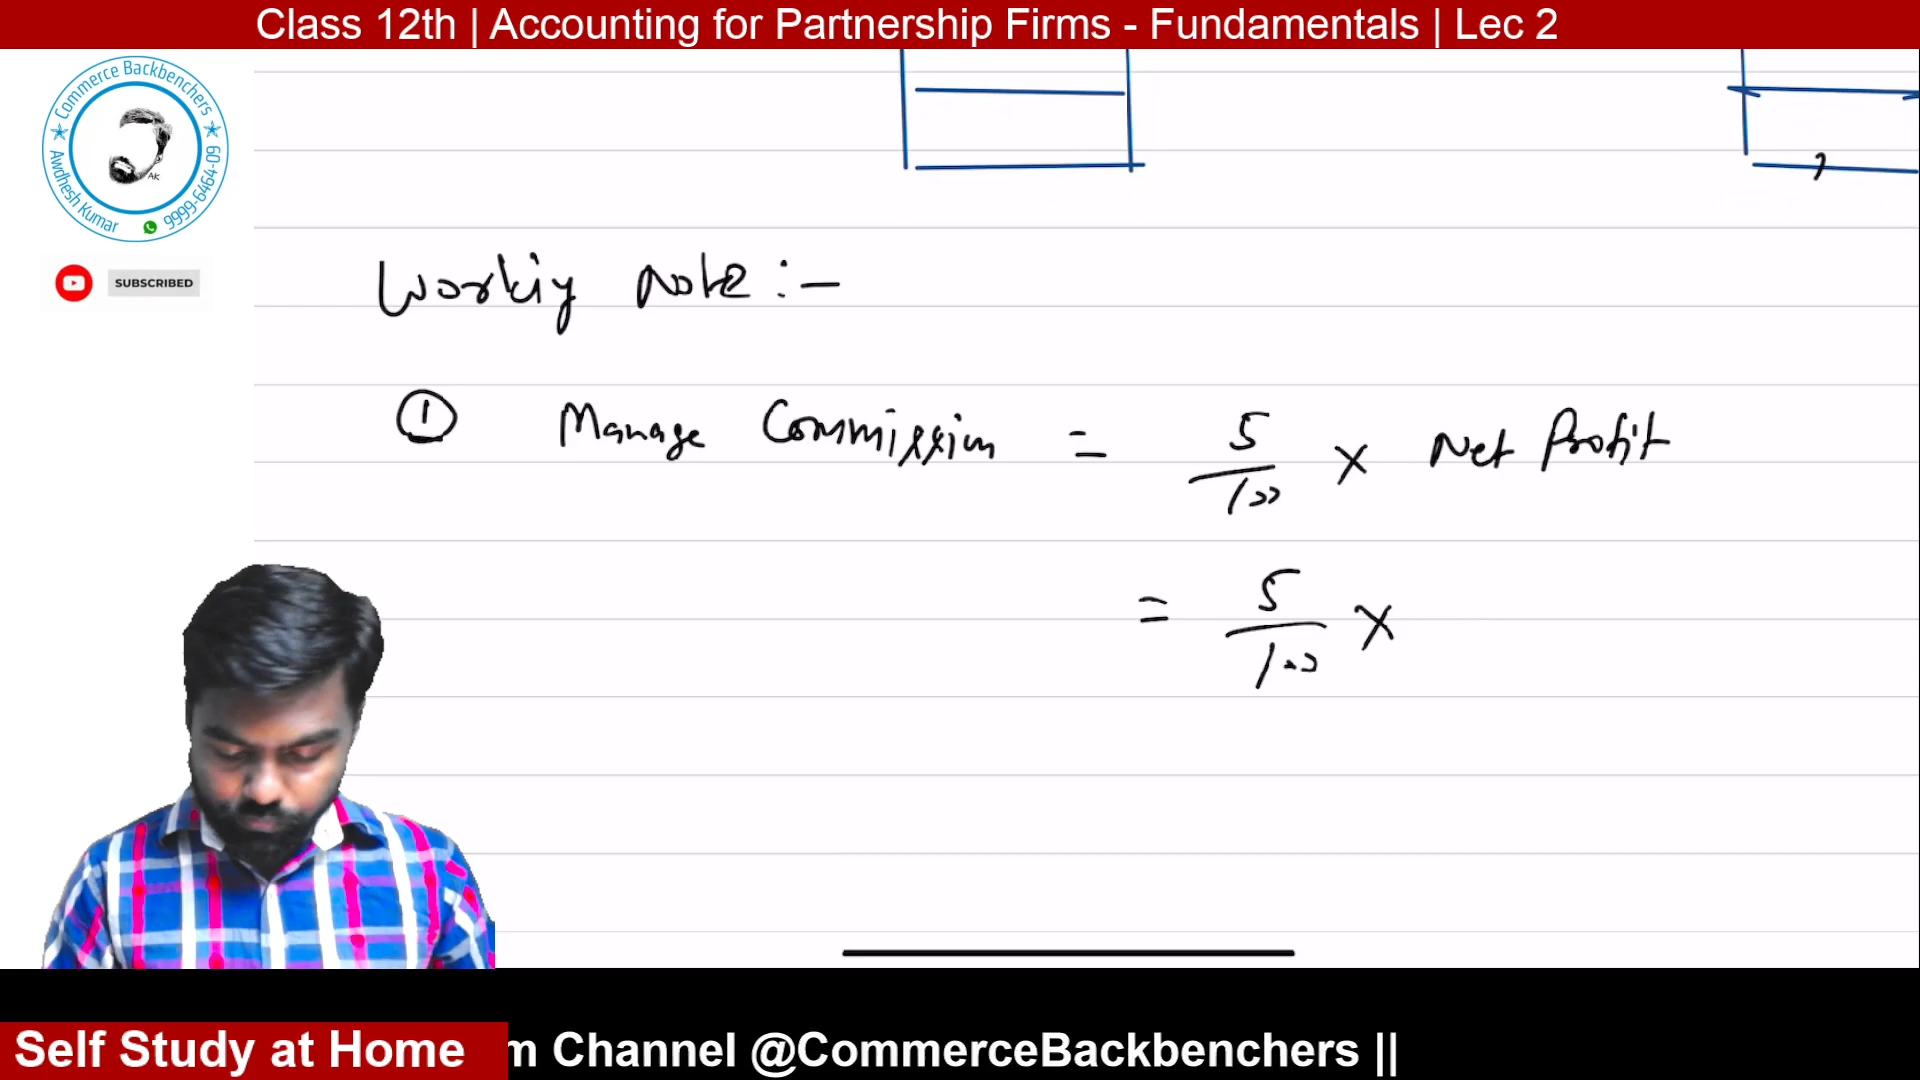 Class 12th | Accounting for Partnership Firms - Fundamentals | Lec 2
★ Commerce Backbenchers ★
Awdhesh Kumar 9999-6464-09
AK
SUBSCRIBED
Working Note :-
① Manage Commission = 5/100 × Net Profit
= 5/100 ×
Self Study at Home m Channel @CommerceBackbenchers ||